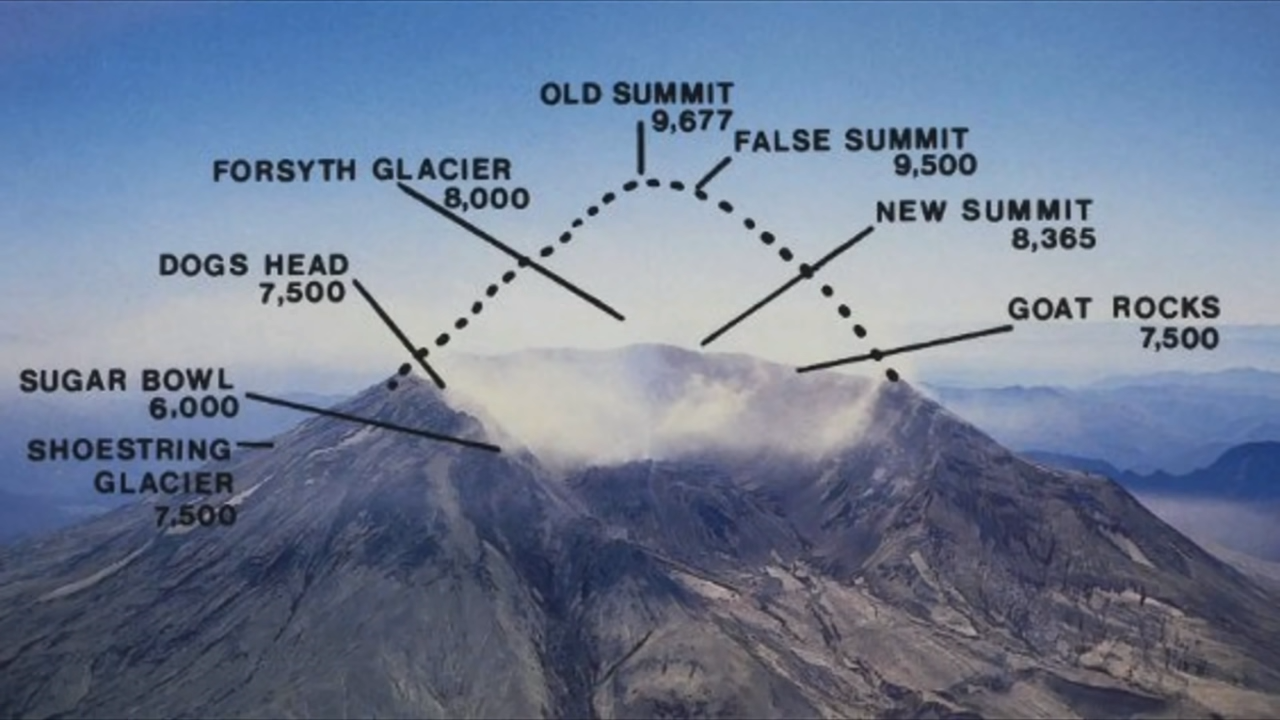 OLD SUMMIT
9,677
FALSE SUMMIT
9,500
FORSYTH GLACIER
8,000
NEW SUMMIT
8,365
DOGS HEAD
7,500
GOAT ROCKS
7,500
SUGAR BOWL
6,000
SHOESTRING
GLACIER
7,500